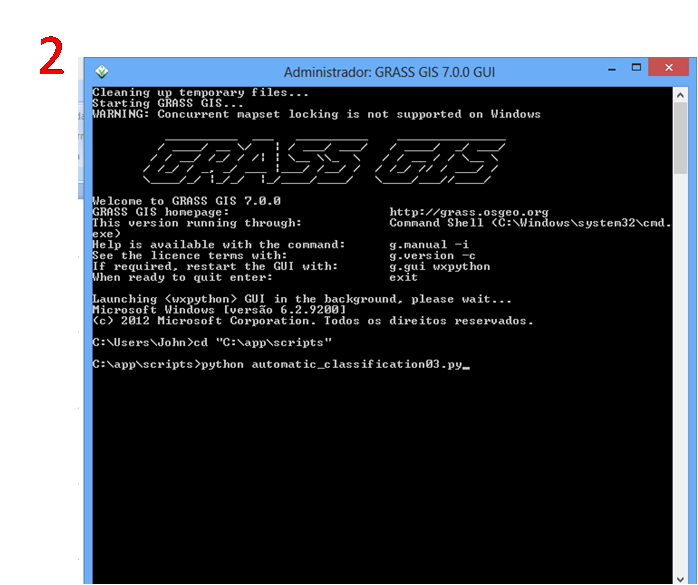 2
Administrador: GRASS GIS 7.0.0 GUI
Cleaning up temporary files...
Starting GRASS GIS...
WARNING: Concurrent mapset locking is not supported on Windows
GRASS GIS
Welcome to GRASS GIS 7.0.0
GRASS GIS homepage: http://grass.osgeo.org
This version running through: Command Shell (C:\Windows\system32\cmd.
exe)
Help is available with the command: g.manual -i
See the licence terms with: g.version -c
If required, restart the GUI with: g.gui wxpython
When ready to quit enter: exit
Launching <wxpython> GUI in the background, please wait...
Microsoft Windows [versão 6.2.9200]
(c) 2012 Microsoft Corporation. Todos os direitos reservados.
C:\Users\John>cd "C:\app\scripts"
C:\app\scripts>python automatic_classification03.py_